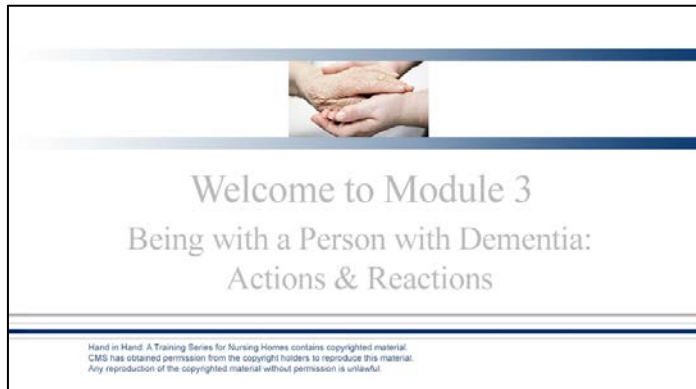 Welcome to Module 3
Being with a Person with Dementia:
Actions & Reactions
Hand in Hand: A Training Series for Nursing Homes contains copyrighted material.
CMS has obtained permission from the copyright holders to reproduce this material.
Any reproduction of the copyrighted material without permission is unlawful.